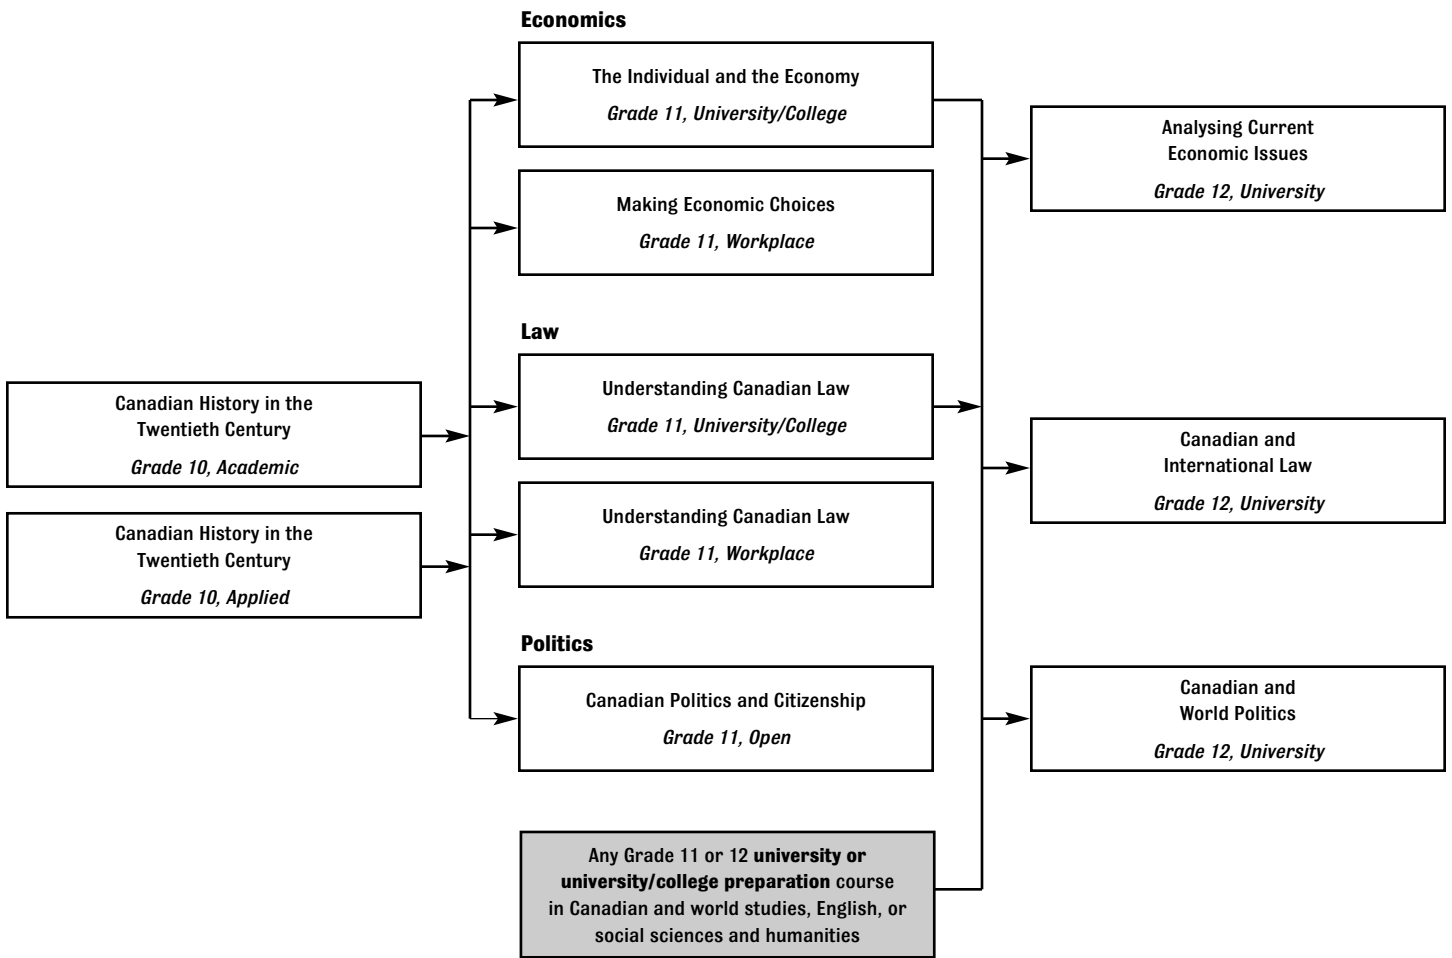 Economics
The Individual and the Economy
Grade 11, University/College
Making Economic Choices
Grade 11, Workplace
Law
Understanding Canadian Law
Grade 11, University/College
Understanding Canadian Law
Grade 11, Workplace
Politics
Canadian Politics and Citizenship
Grade 11, Open
Any Grade 11 or 12 university or
university/college preparation course
in Canadian and world studies, English, or
social sciences and humanities
Canadian History in the
Twentieth Century
Grade 10, Academic
Canadian History in the
Twentieth Century
Grade 10, Applied
Analysing Current
Economic Issues
Grade 12, University
Canadian and
International Law
Grade 12, University
Canadian and
World Politics
Grade 12, University